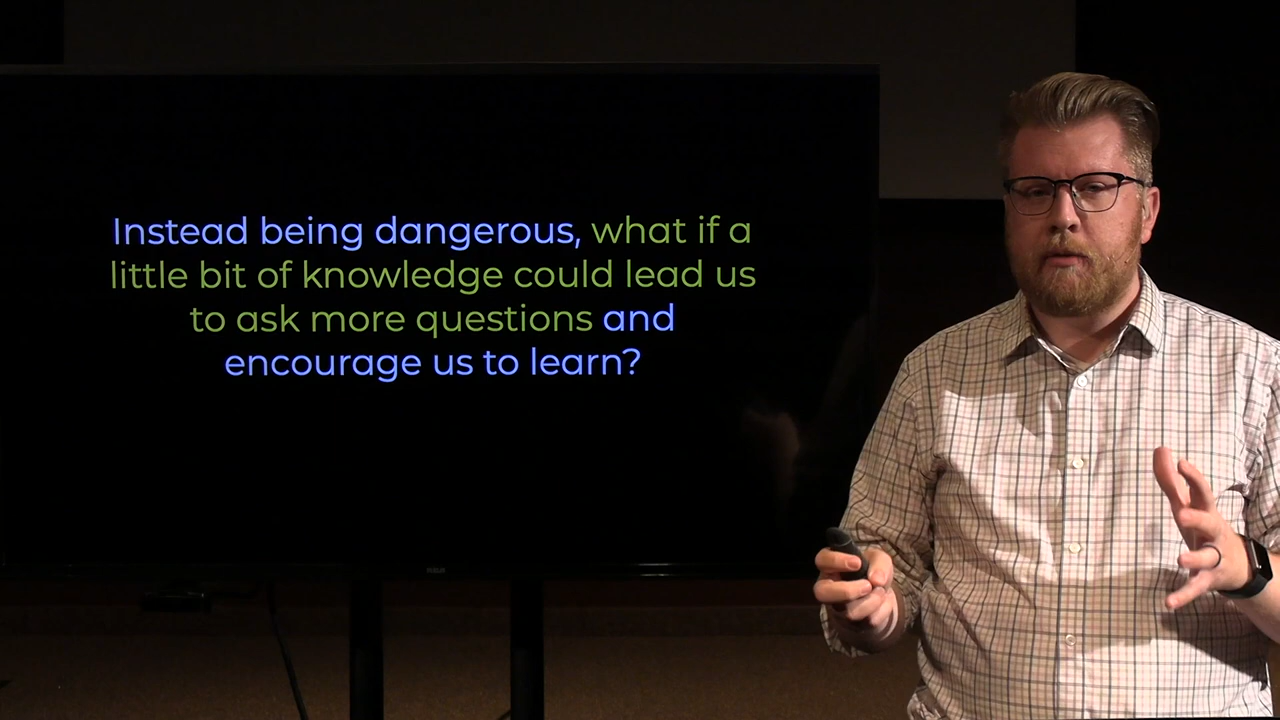 Instead being dangerous, what if a
little bit of knowledge could lead us
to ask more questions and
encourage us to learn?